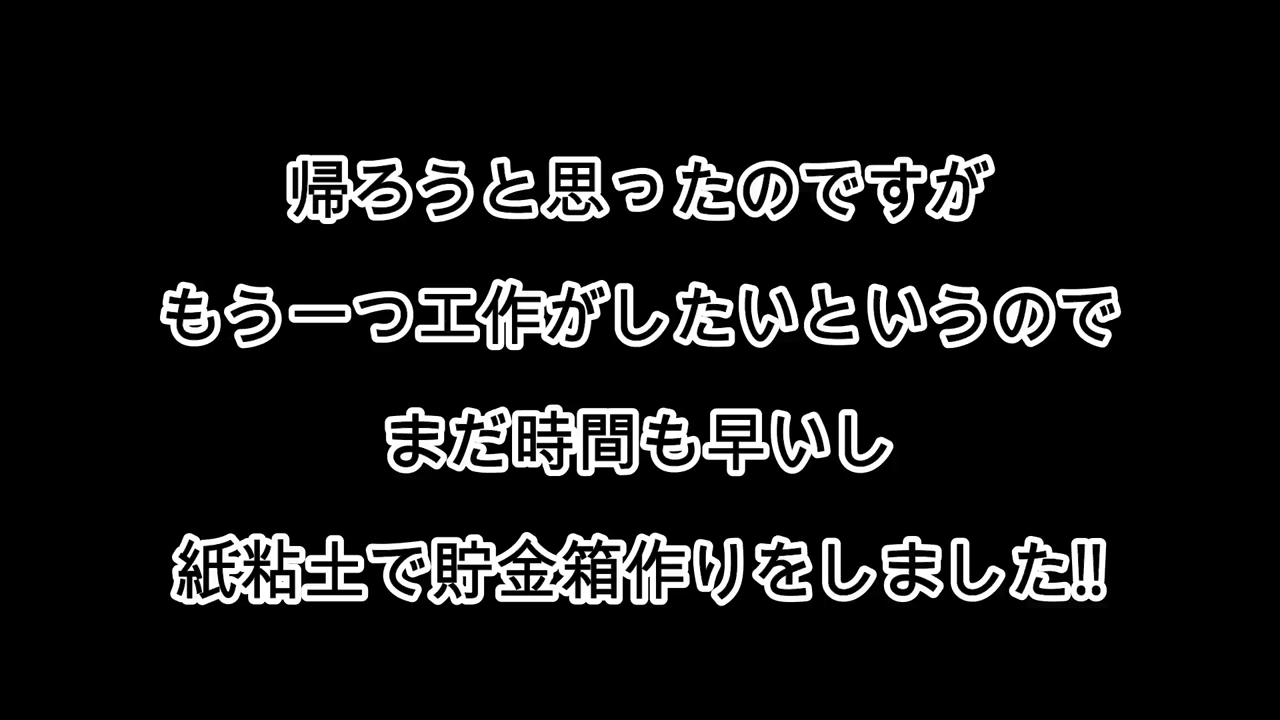 帰ろうと思ったのですが
もう一つ工作がしたいというので
まだ時間も早いし
紙粘土で貯金箱作りをしました!!